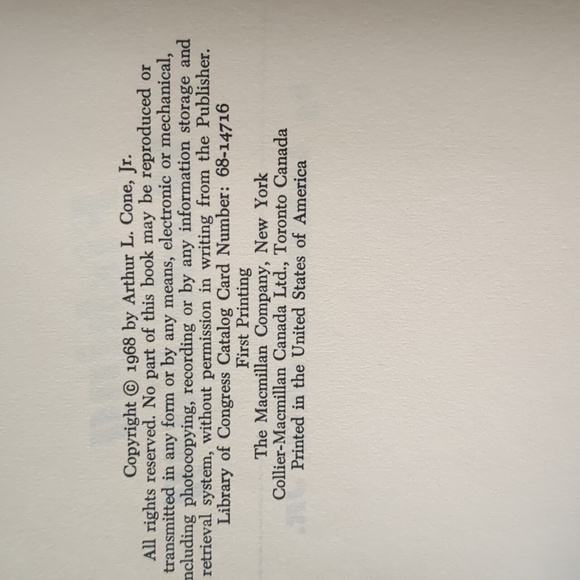 Copyright © 1968 by Arthur L. Cone, Jr.
All rights reserved. No part of this book may be reproduced or
transmitted in any form or by any means, electronic or mechanical,
ncluding photocopying, recording or by any information storage and
retrieval system, without permission in writing from the Publisher.
Library of Congress Catalog Card Number: 68-14716
First Printing
The Macmillan Company, New York
Collier-Macmillan Canada Ltd., Toronto Canada
Printed in the United States of America